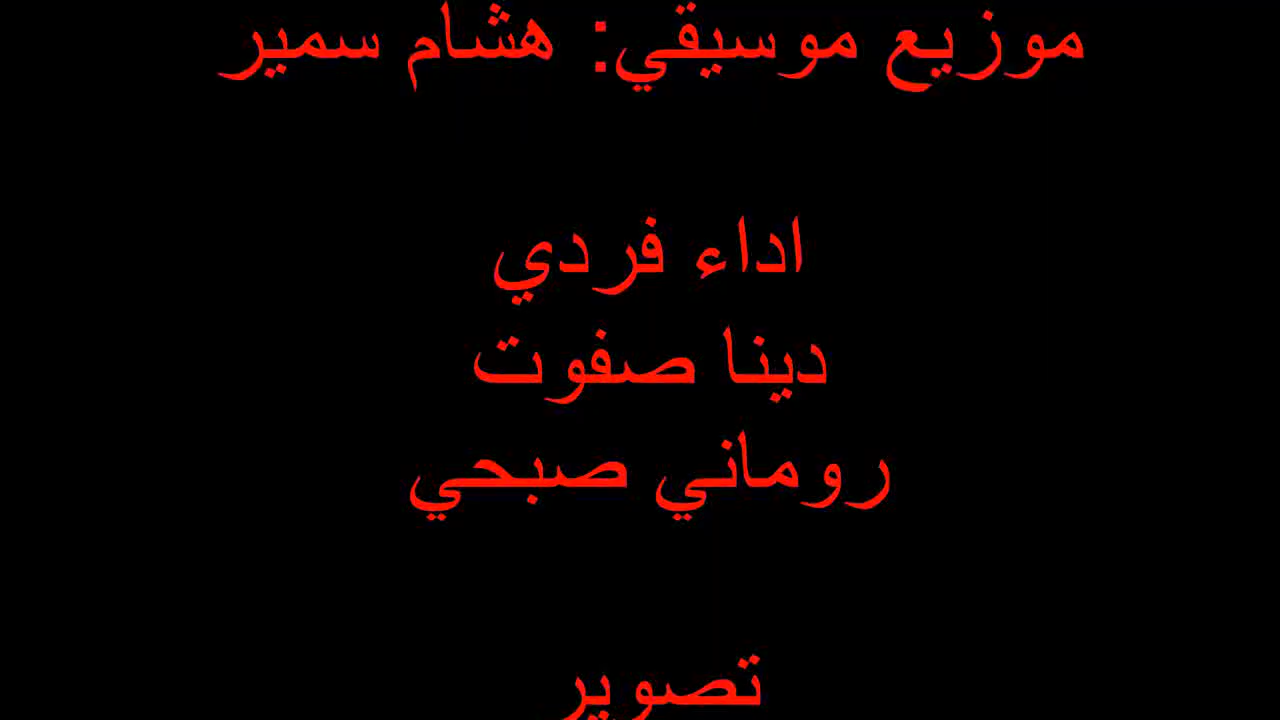 موزيع موسيقي: هشام سمير
اداء فردي
دينا صفوت
روماني صبحي
تصوير